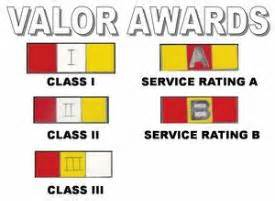 VALOR AWARDS
I A
CLASS I SERVICE RATING A
II B
CLASS II SERVICE RATING B
III
CLASS III